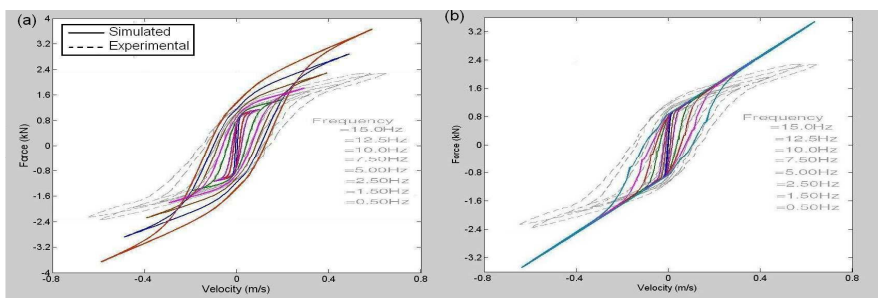 (a)
Simulated
Experimental
4
3.2
2.4
1.6
0.8
0
-0.8
-1.6
-2.4
-3.2
-4
Force (kN)
-0.8
-0.4
0
0.4
0.8
Velocity (m/s)
Frequency
=15.0Hz
=12.5Hz
=10.0Hz
=7.50Hz
=5.00Hz
=2.50Hz
=1.50Hz
=0.50Hz
(b)
3.2
2.4
1.6
0.8
0
-0.8
-1.6
-2.4
-3.2
Force (kN)
-0.8
-0.4
0
0.4
0.8
Velocity (m/s)
Frequency
=15.0Hz
=12.5Hz
=10.0Hz
=7.50Hz
=5.00Hz
=2.50Hz
=1.50Hz
=0.50Hz